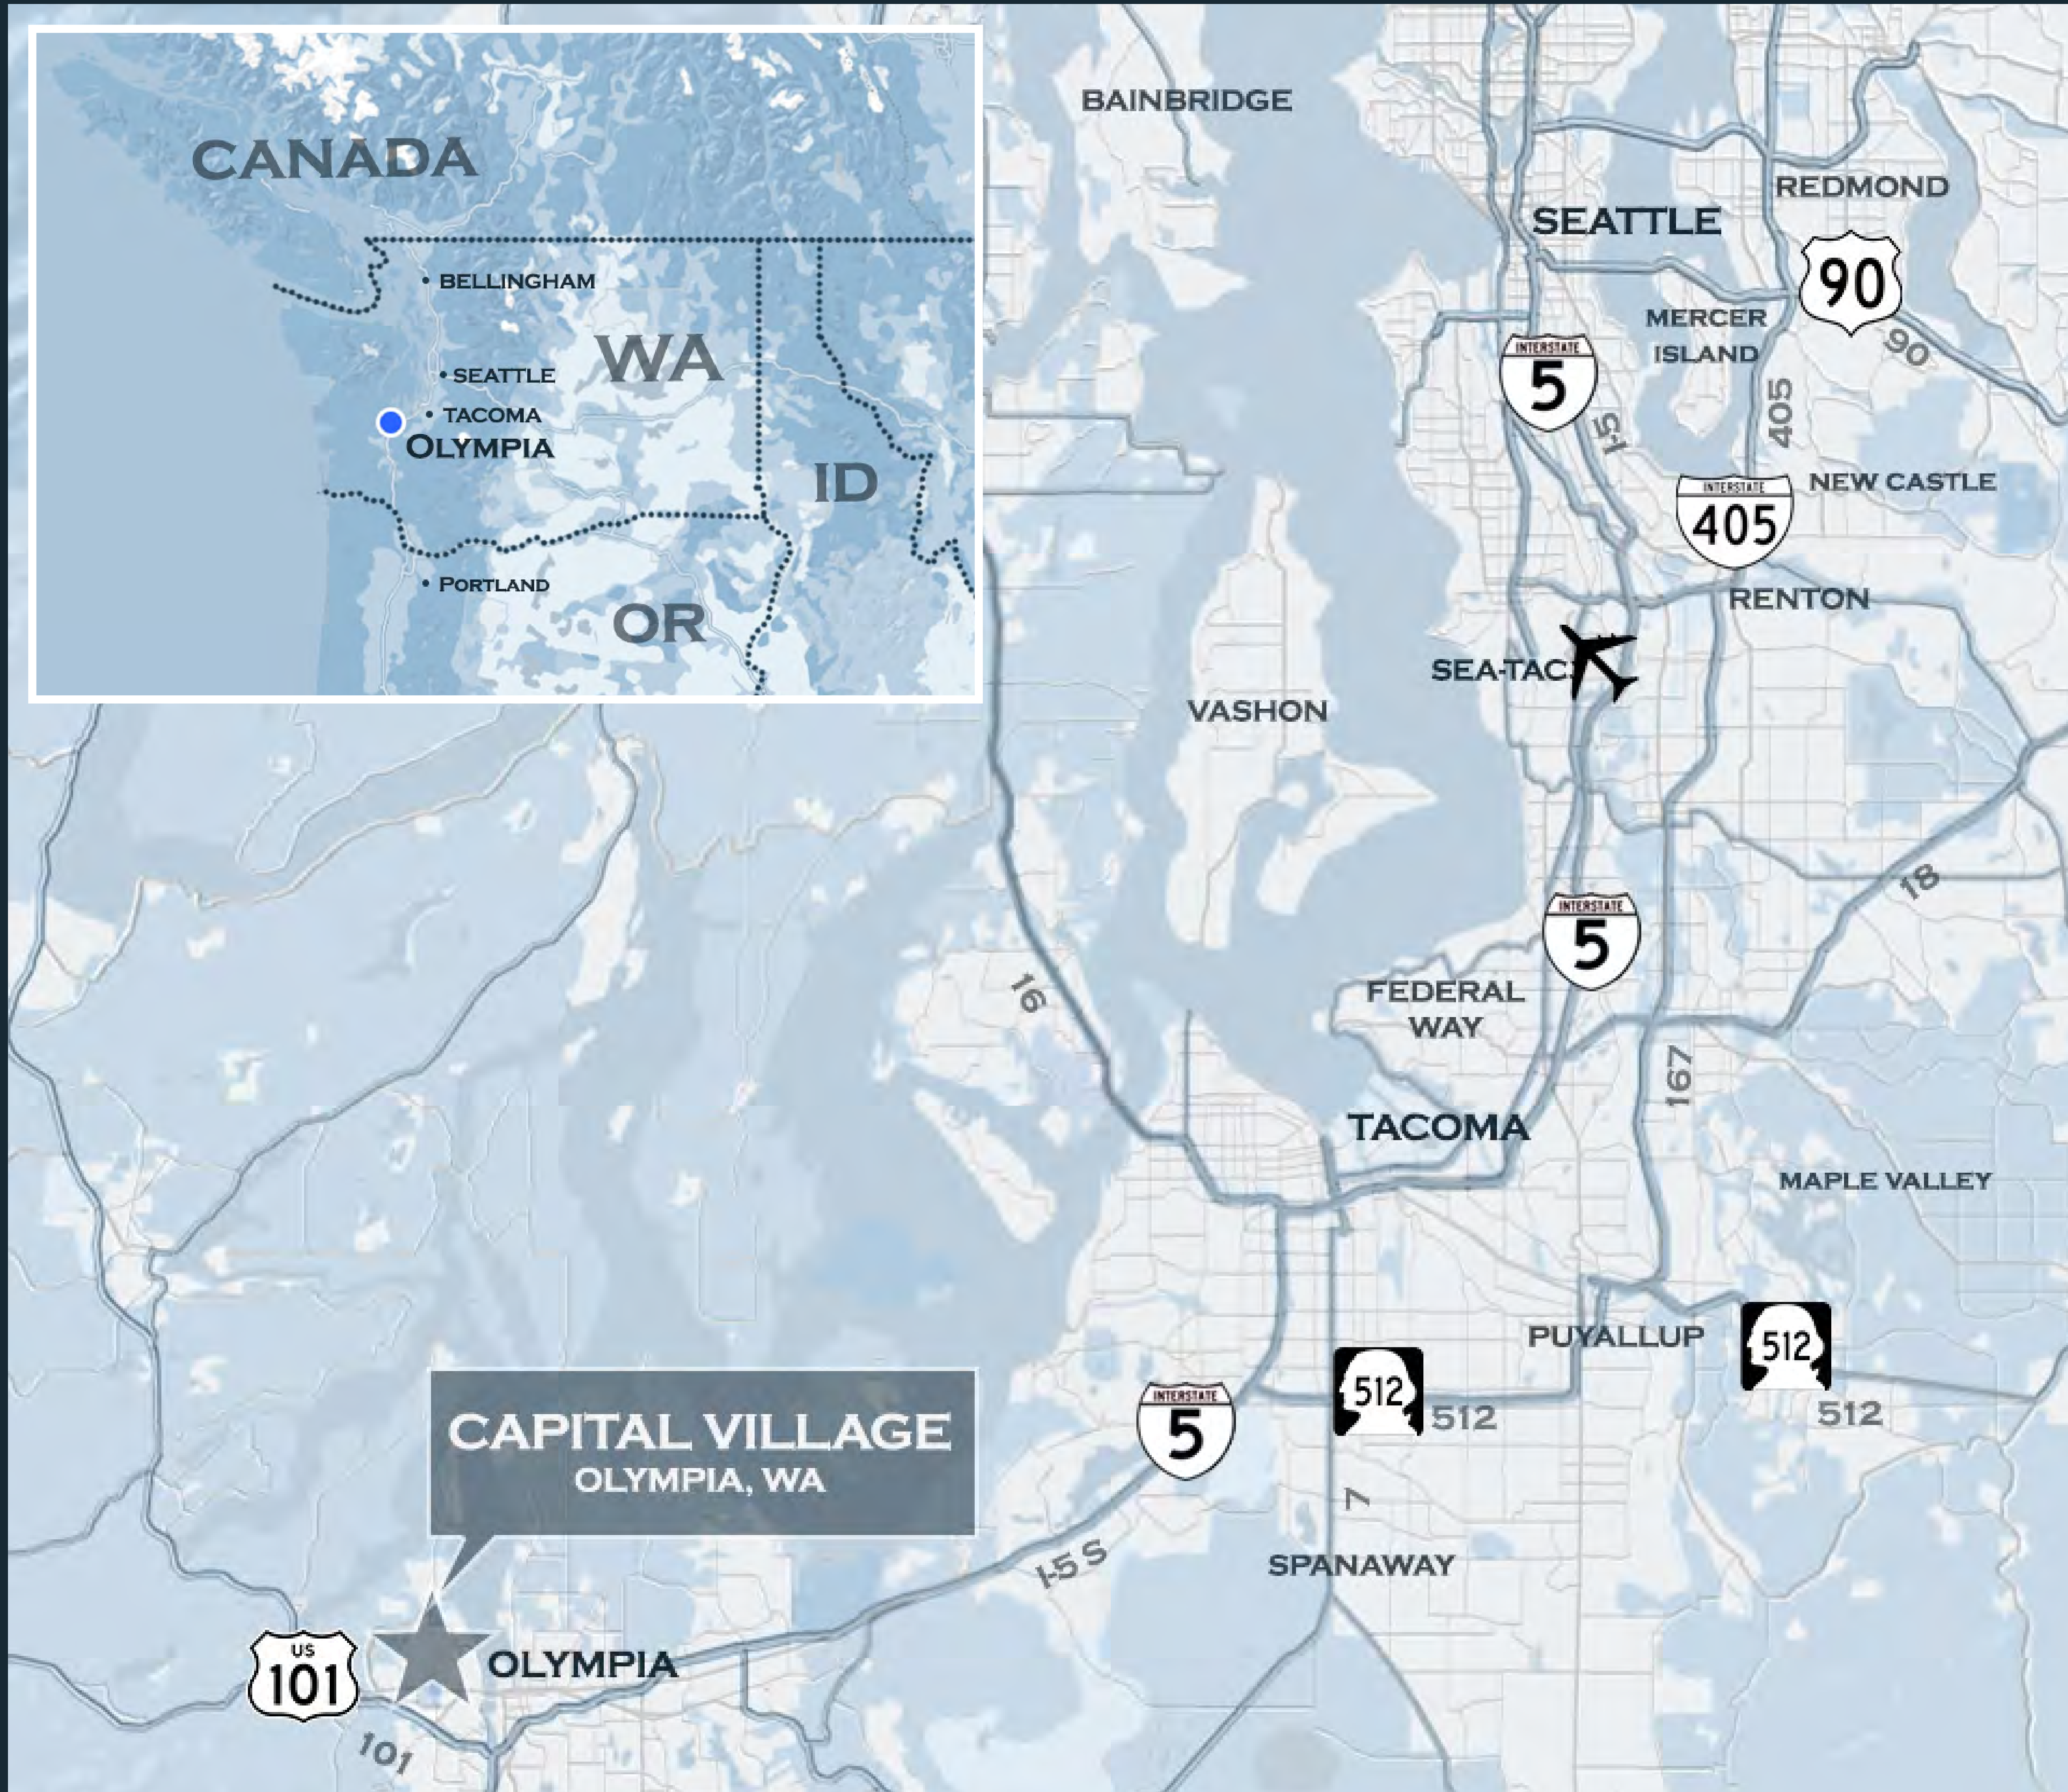 CANADA
BELLINGHAM
WA
SEATTLE
TACOMA
OLYMPIA
ID
PORTLAND
OR
BAINBRIDGE
REDMOND
SEATTLE
90
MERCER
ISLAND
90
INTERSTATE
5
I-5
405
NEW CASTLE
INTERSTATE
405
RENTON
SEA-TAC
VASHON
18
INTERSTATE
5
16
FEDERAL
WAY
167
TACOMA
MAPLE VALLEY
PUYALLUP
512
512
INTERSTATE
5
512
512
CAPITAL VILLAGE
OLYMPIA, WA
7
I-5 S
SPANAWAY
US
101
OLYMPIA
101